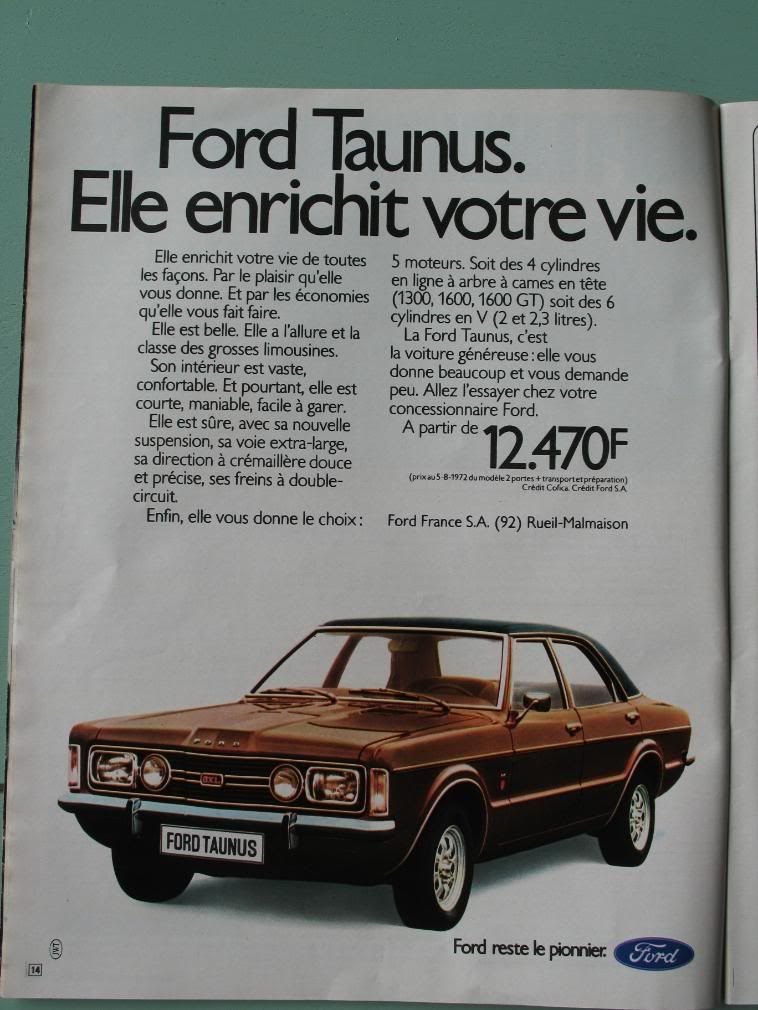 Ford Taunus.
Elle enrichit votre vie.
Elle enrichit votre vie de toutes
les façons. Par le plaisir qu'elle
vous donne. Et par les économies
qu'elle vous fait faire.
Elle est belle. Elle a l'allure et la
classe des grosses limousines.
Son intérieur est vaste,
confortable. Et pourtant, elle est
courte, maniable, facile à garer.
Elle est sûre, avec sa nouvelle
suspension, sa voie extra-large,
sa direction à crémaillère douce
et précise, ses freins à double-
circuit.
Enfin, elle vous donne le choix :
5 moteurs. Soit des 4 cylindres
en ligne à arbre à cames en tête
(1300, 1600, 1600 GT) soit des 6
cylindres en V (2 et 2,3 litres).
La Ford Taunus, c'est
la voiture généreuse : elle vous
donne beaucoup et vous demande
peu. Allez l'essayer chez votre
concessionnaire Ford.
A partir de 12.470F
(prix au 5-8-1972 du modèle 2 portes + transport et préparation)
Crédit Cofica. Crédit Ford S.A.
Ford France S.A. (92) Rueil-Malmaison
FORD
GXL
FORD TAUNUS
Ford reste le pionnier.
Ford
JWT
14